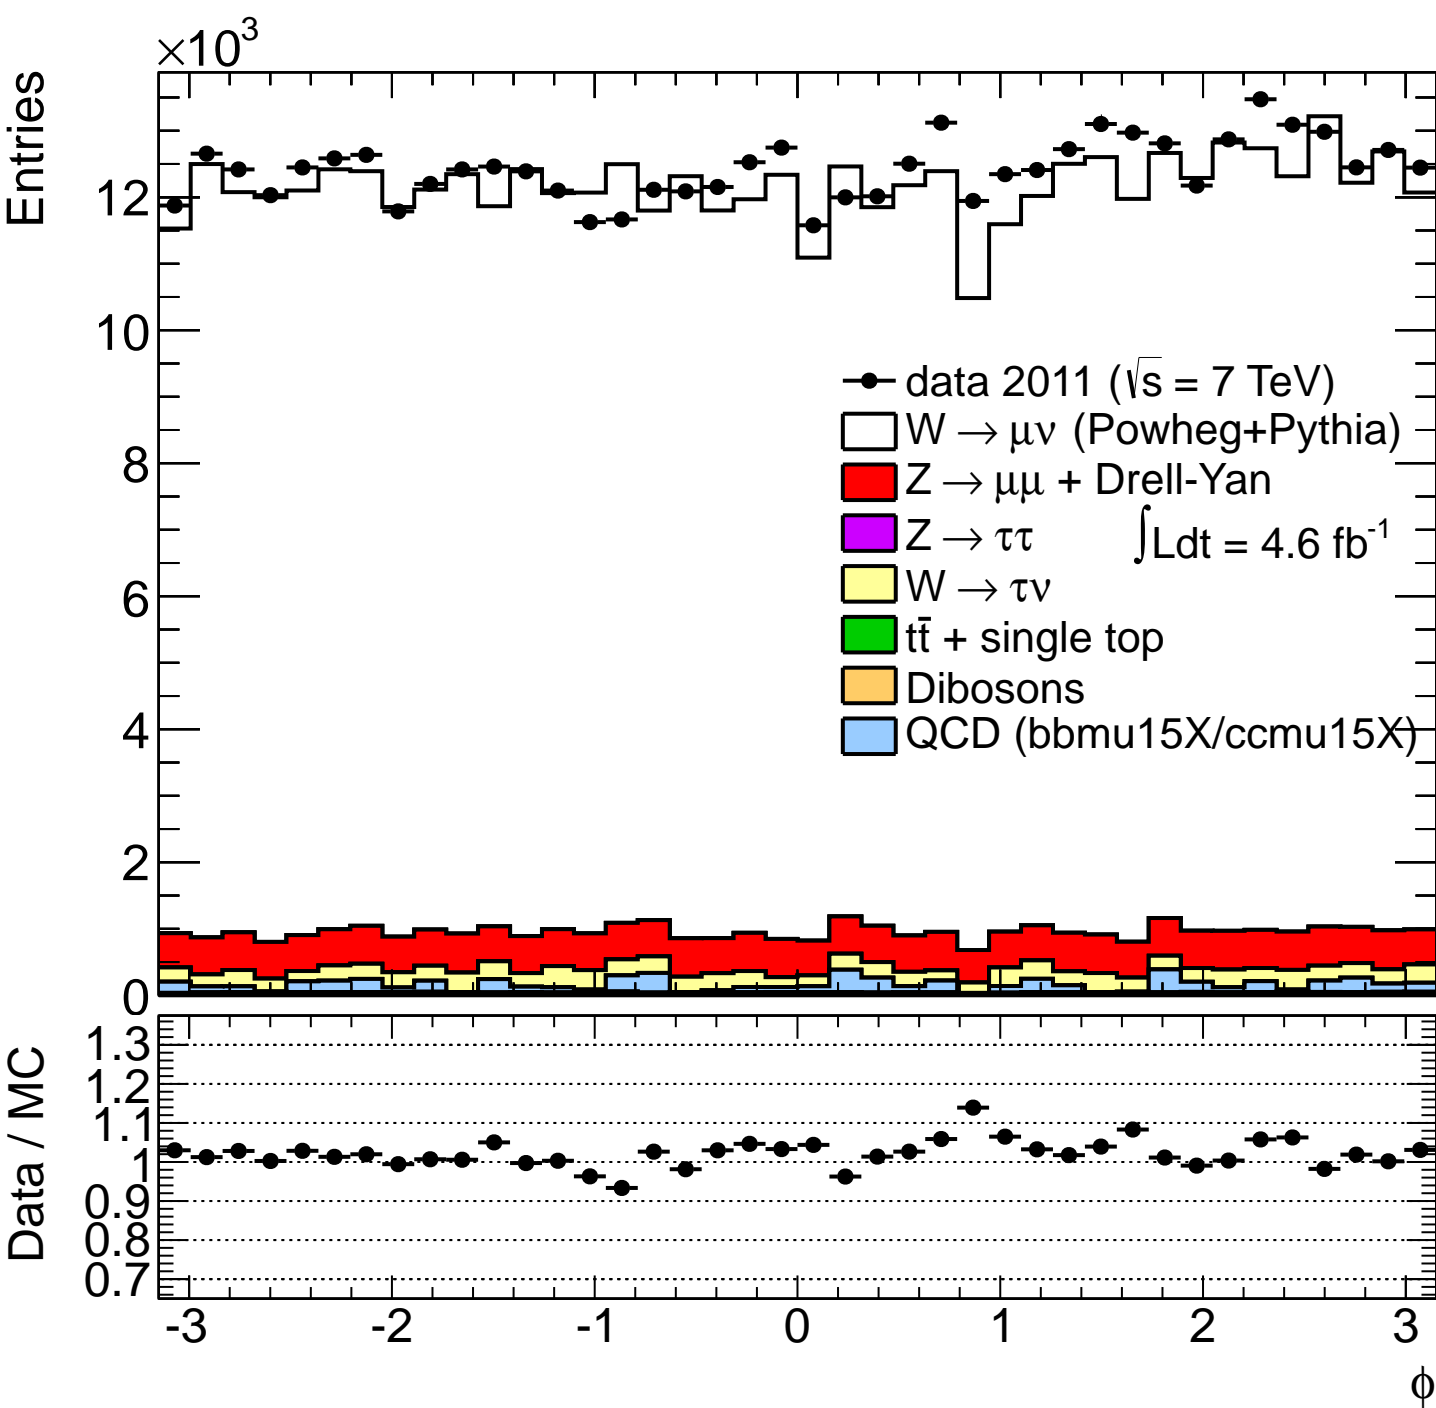 ×10³
Entries
12
10
8
6
4
2
0
data 2011 (√s = 7 TeV)
W → μν (Powheg+Pythia)
Z → μμ + Drell-Yan
Z → ττ
∫Ldt = 4.6 fb⁻¹
W → τν
tt̄ + single top
Dibosons
QCD (bbmu15X/ccmu15X)
Data / MC
1.3
1.2
1.1
1
0.9
0.8
0.7
-3 -2 -1 0 1 2 3
ϕ